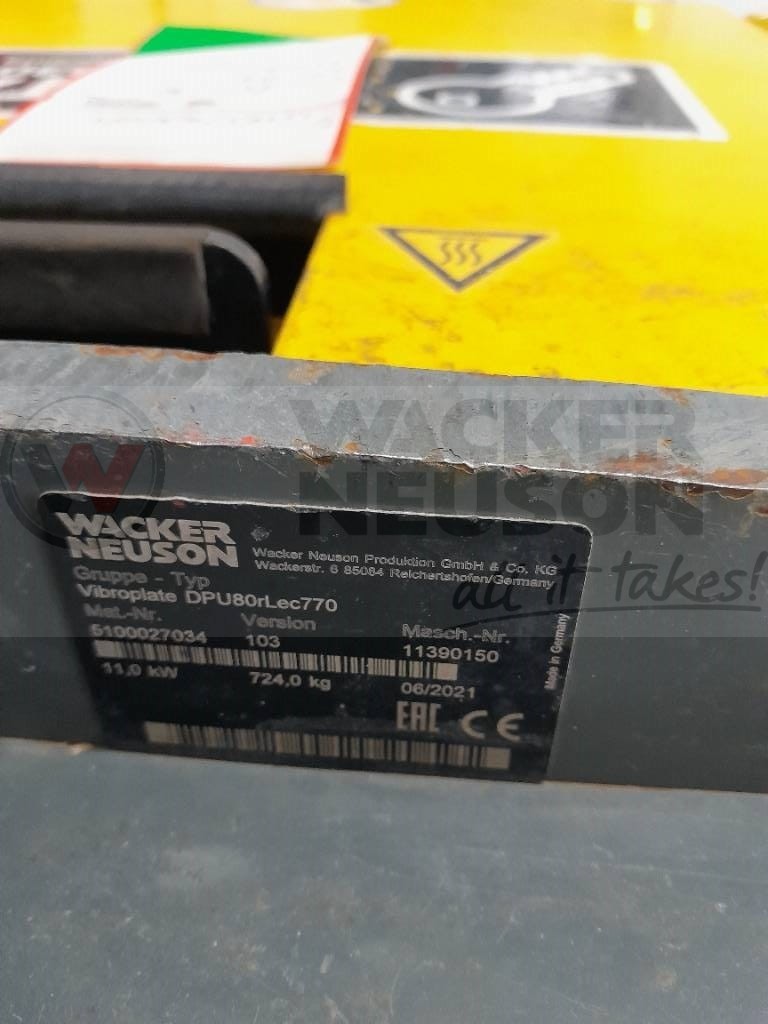 WACKER
NEUSON
all it takes!
WACKER
NEUSON
Wacker Neuson Produktion GmbH & Co. KG
Wackerstr. 6 85084 Reichertshofen/Germany
Gruppe - Typ
Vibroplate DPU80rLec770
Mat.-Nr. Version Masch.-Nr.
5100027034 103 11390150
11,0 kW 724,0 kg 06/2021
EAC CE
Made in Germany